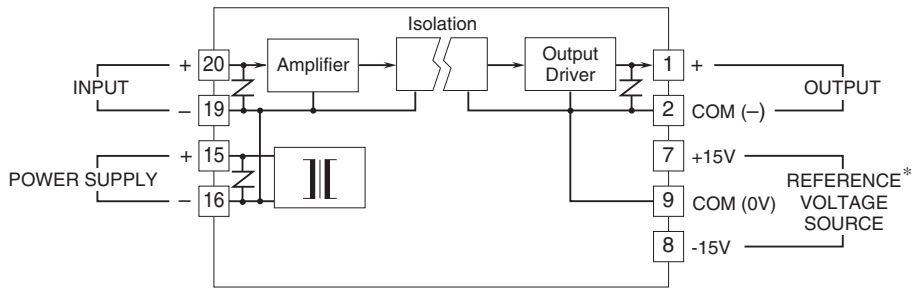 Isolation
+ 20 Amplifier Output Driver 1 +
INPUT OUTPUT
– 19 2 COM (–)
+ 15 7 +15V
POWER SUPPLY REFERENCE*
VOLTAGE
SOURCE
– 16 9 COM (0V)
8 -15V